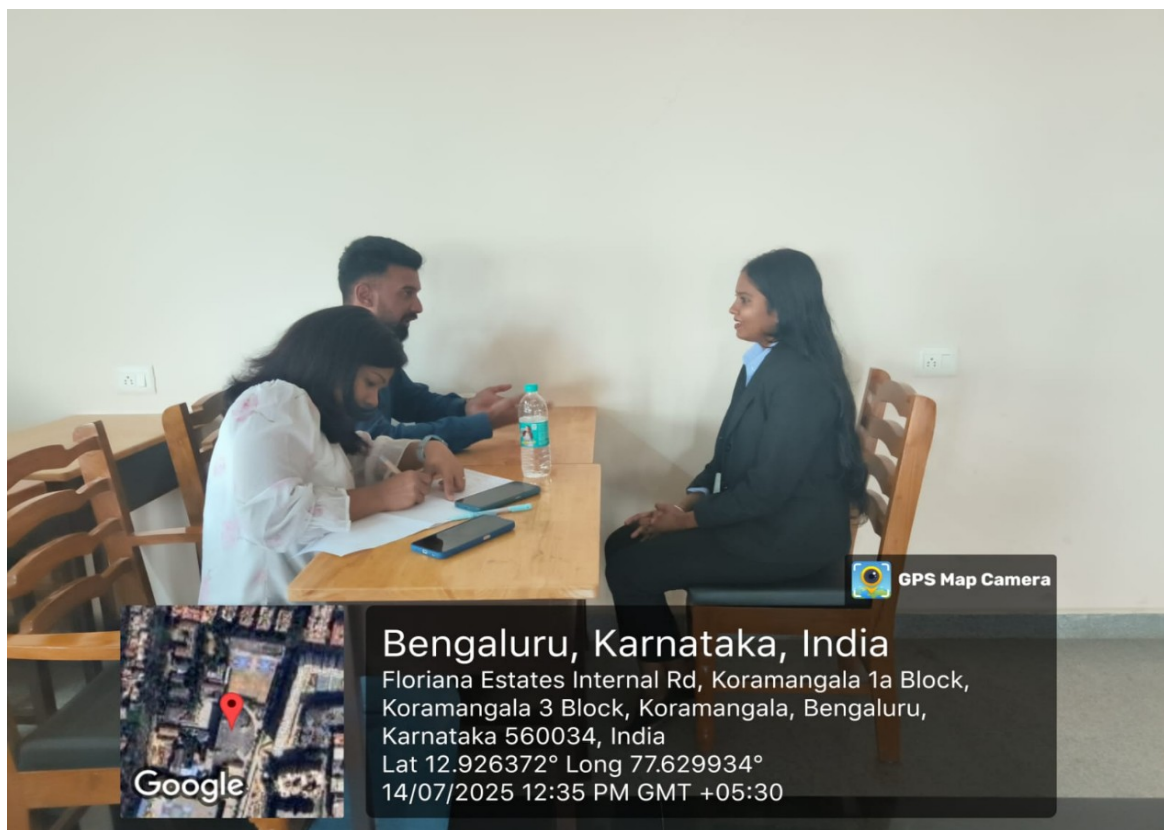 GPS Map Camera
Bengaluru, Karnataka, India
Floriana Estates Internal Rd, Koramangala 1a Block,
Koramangala 3 Block, Koramangala, Bengaluru,
Karnataka 560034, India
Lat 12.926372° Long 77.629934°
14/07/2025 12:35 PM GMT +05:30
Google